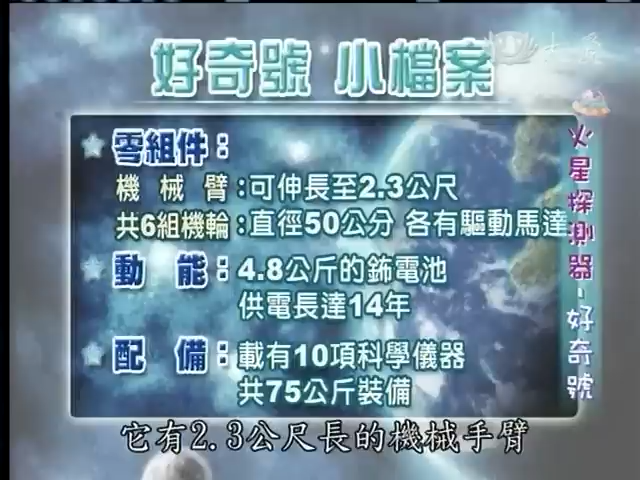 好奇號 小檔案
零組件：
機械臂：可伸長至2.3公尺
共6組機輪：直徑50公分 各有驅動馬達
動能：4.8公斤的鈽電池
供電長達14年
配備：載有10項科學儀器
共75公斤裝備
火星探測器-好奇號
它有2.3公尺長的機械手臂
大愛